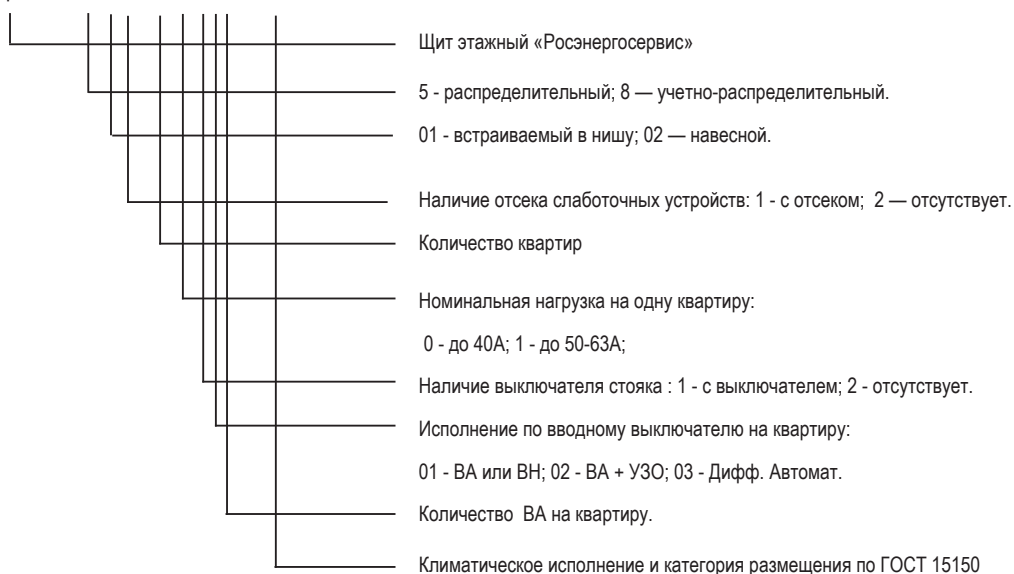 Щит этажный «Росэнергосервис»
5 - распределительный; 8 — учетно-распределительный.
01 - встраиваемый в нишу; 02 — навесной.
Наличие отсека слаботочных устройств: 1 - с отсеком; 2 — отсутствует.
Количество квартир
Номинальная нагрузка на одну квартиру:
0 - до 40А; 1 - до 50-63А;
Наличие выключателя стояка : 1 - с выключателем; 2 - отсутствует.
Исполнение по вводному выключателю на квартиру:
01 - ВА или ВН; 02 - ВА + УЗО; 03 - Дифф. Автомат.
Количество ВА на квартиру.
Климатическое исполнение и категория размещения по ГОСТ 15150